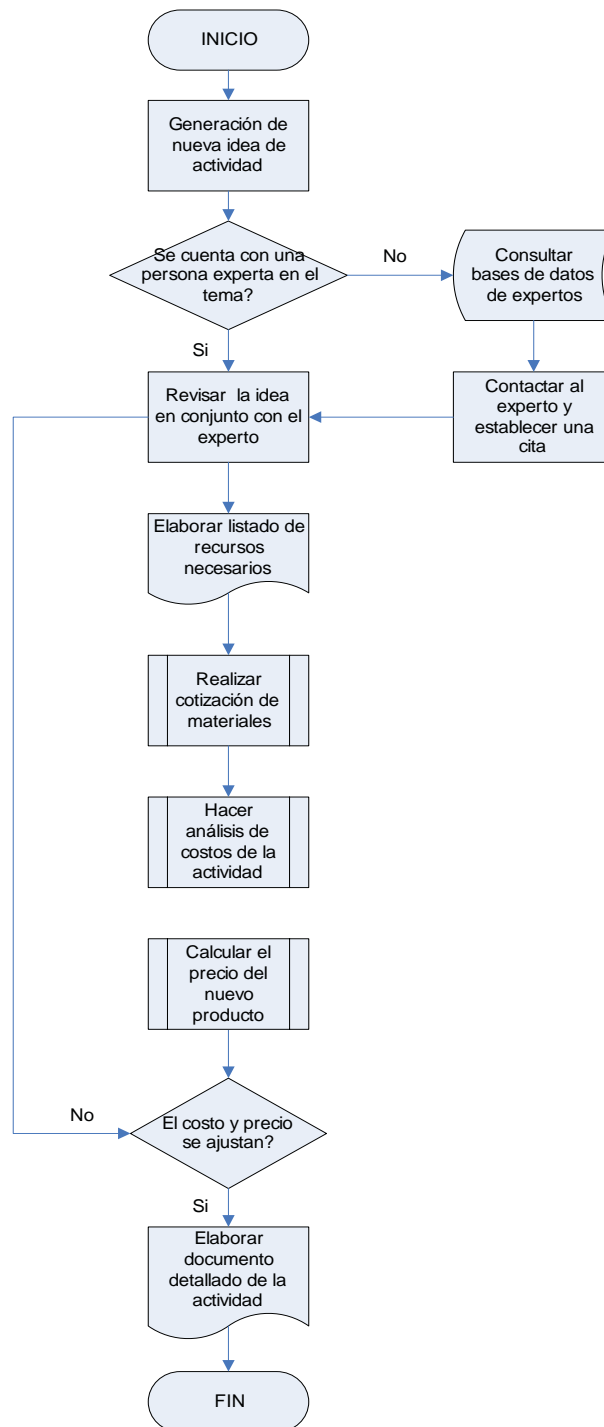 INICIO
Generación de
nueva idea de
actividad
Se cuenta con una
persona experta en el
tema?
No
Consultar
bases de datos
de expertos
Si
Revisar la idea
en conjunto con el
experto
Contactar al
experto y
establecer una
cita
Elaborar listado de
recursos
necesarios
Realizar
cotización de
materiales
Hacer
análisis de
costos de la
actividad
Calcular el
precio del
nuevo
producto
No
El costo y precio
se ajustan?
Si
Elaborar
documento
detallado de la
actividad
FIN